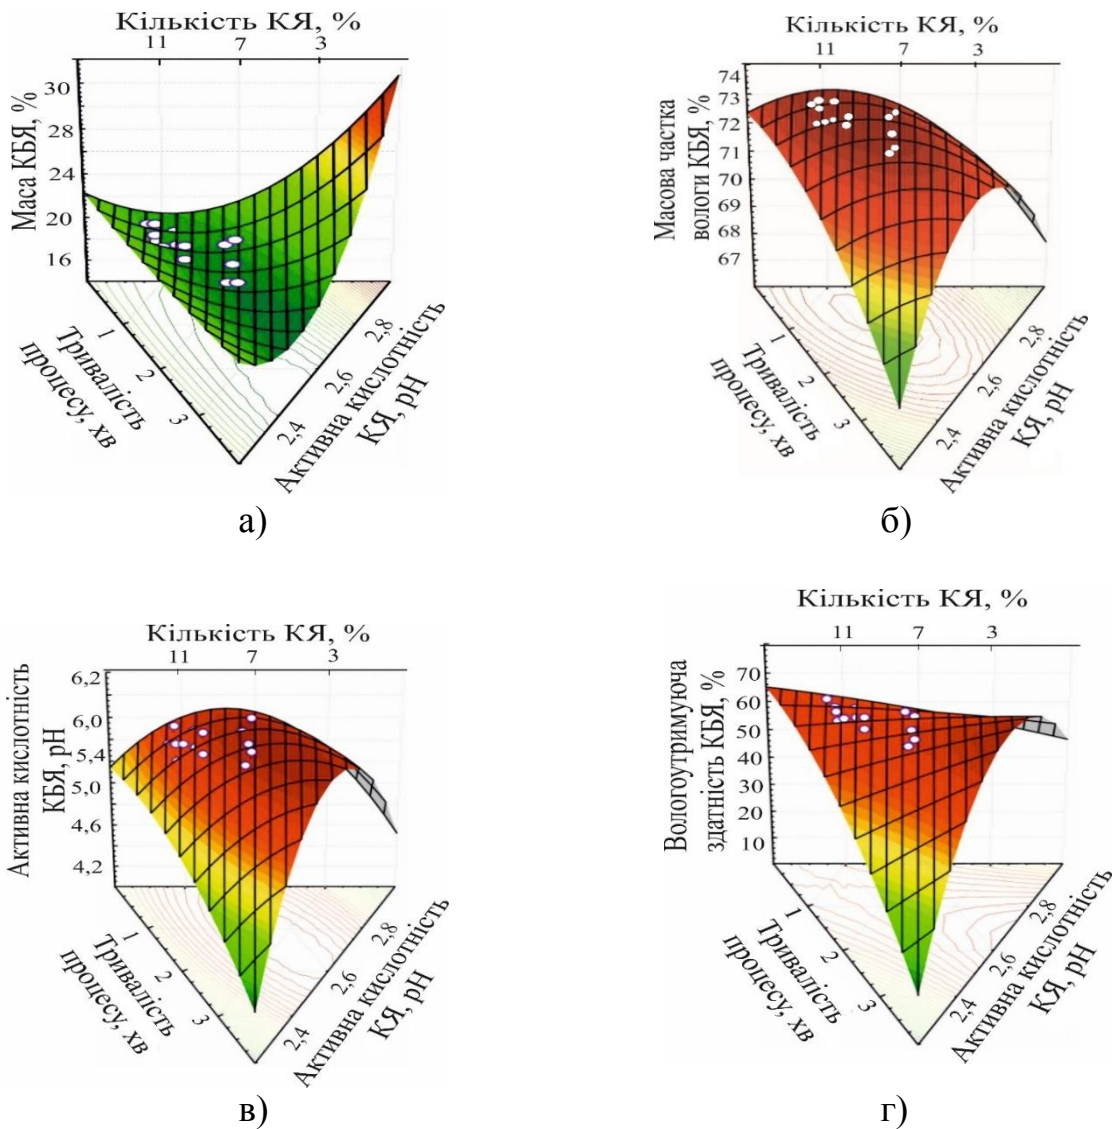 Кількість КЯ, %
11 7 3
Маса КБЯ, %
30
28
24
20
16
1
2
3
Тривалість
процесу, хв
2,4
2,6
2,8
Активна кислотність
КЯ, pH
а)
Кількість КЯ, %
11 7 3
Масова частка
вологи КБЯ, %
74
73
72
71
70
69
68
67
1
2
3
Тривалість
процесу, хв
2,4
2,6
2,8
Активна кислотність
КЯ, pH
б)
Кількість КЯ, %
11 7 3
Активна кислотність
КБЯ, pH
6,2
6,0
5,4
5,0
4,6
4,2
1
2
3
Тривалість
процесу, хв
2,4
2,6
2,8
Активна кислотність
КЯ, pH
в)
Кількість КЯ, %
11 7 3
Вологоутримуюча
здатність КБЯ, %
70
60
50
40
30
20
10
1
2
3
Тривалість
процесу, хв
2,4
2,6
2,8
Активна кислотність
КЯ, pH
г)